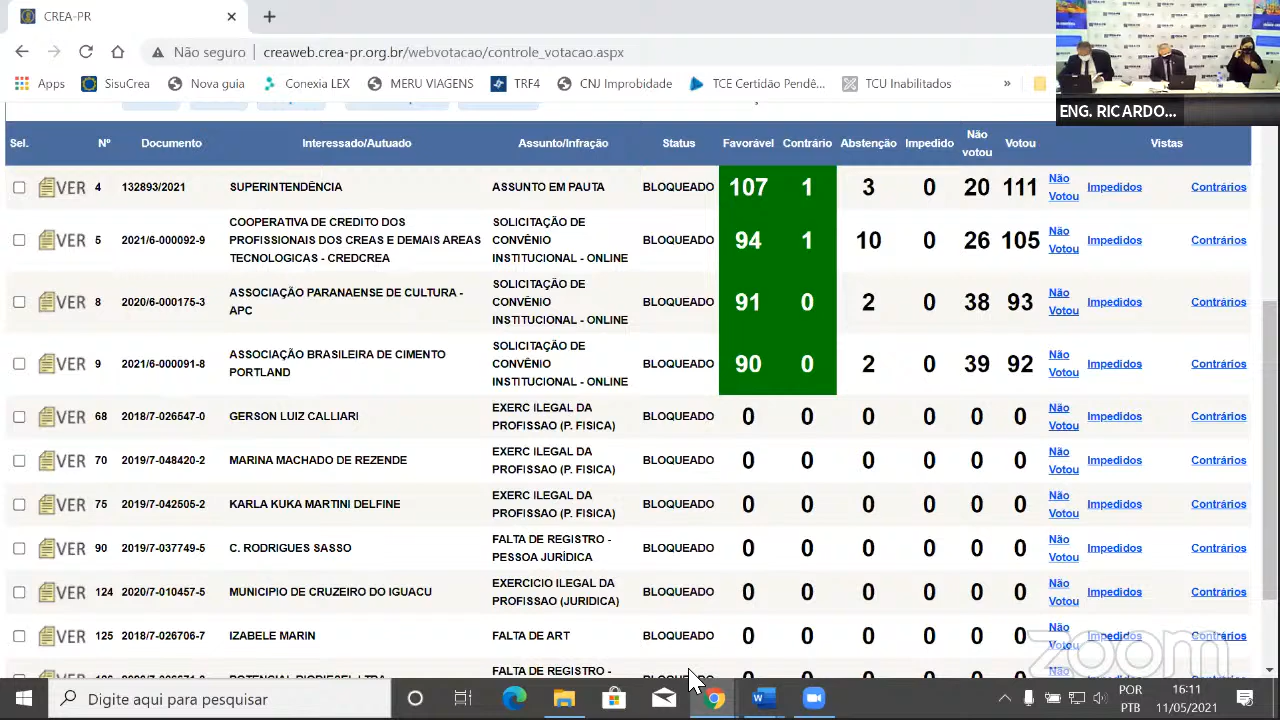 CREA-PR
Não seguro
creaweb.crea-
Apps
SisuCrea
Nova guia
Conexia LEX
CNJ Improbidade
TCU Inabilitados
»
ENG. RICARDO...
Sel.
Nº
Documento
Interessado/Autuado
Assunto/Infração
Status
Favorável
Contrário
Abstenção
Impedido
Não
votou
Votou
Vistas
VER 4 132893/2021 SUPERINTENDÊNCIA ASSUNTO EM PAUTA BLOQUEADO 107 1 3 0 20 111
Não
Votou
Impedidos
Contrários
VER 5 2021/6-000092-9
COOPERATIVA DE CREDITO DOS
PROFISSIONAIS DOS CREAS E DEMAIS AREAS
TECNOLOGICAS - CREDCREA
SOLICITAÇÃO DE
CONVÊNIO
INSTITUCIONAL - ONLINE
BLOQUEADO 94 1 10 0 26 105
Não
Votou
Impedidos
Contrários
VER 8 2020/6-000175-3
ASSOCIAÇÃO PARANAENSE DE CULTURA -
APC
SOLICITAÇÃO DE
CONVÊNIO
INSTITUCIONAL - ONLINE
BLOQUEADO 91 0 2 0 38 93
Não
Votou
Impedidos
Contrários
VER 9 2021/6-000091-8
ASSOCIAÇÃO BRASILEIRA DE CIMENTO
PORTLAND
SOLICITAÇÃO DE
CONVÊNIO
INSTITUCIONAL - ONLINE
BLOQUEADO 90 0 2 0 39 92
Não
Votou
Impedidos
Contrários
VER 68 2018/7-026547-0 GERSON LUIZ CALLIARI
EXERC ILEGAL DA
PROFISSAO (P. FISICA)
BLOQUEADO 0 0 0 0 0 0
Não
Votou
Impedidos
Contrários
VER 70 2019/7-048420-2 MARINA MACHADO DE REZENDE
EXERC ILEGAL DA
PROFISSAO (P. FISICA)
BLOQUEADO 0 0 0 0 0 0
Não
Votou
Impedidos
Contrários
VER 75 2019/7-042505-2 KARLA KUKA MARTINI DELFINE
EXERC ILEGAL DA
PROFISSAO (P. FISICA)
BLOQUEADO 0 0 0 0 0 0
Não
Votou
Impedidos
Contrários
VER 90 2019/7-037749-5 C. RODRIGUES SASSO
FALTA DE REGISTRO -
PESSOA JURÍDICA
BLOQUEADO 0 0 0 0 0 0
Não
Votou
Impedidos
Contrários
VER 124 2020/7-010457-5 MUNICIPIO DE CRUZEIRO DO IGUACU
EXERCICIO ILEGAL DA
PROFISSAO (JURIDICA)
BLOQUEADO 0 0 0 0 0 0
Não
Votou
Impedidos
Contrários
VER 125 2018/7-026706-7 IZABELE MARIN FALTA DE ART BLOQUEADO 0 0 0 0 0 0
Não
Votou
Impedidos
Contrários
FALTA DE REGISTRO -
zoom
Digite aqui para pesquisar
POR
PTB
16:11
11/05/2021